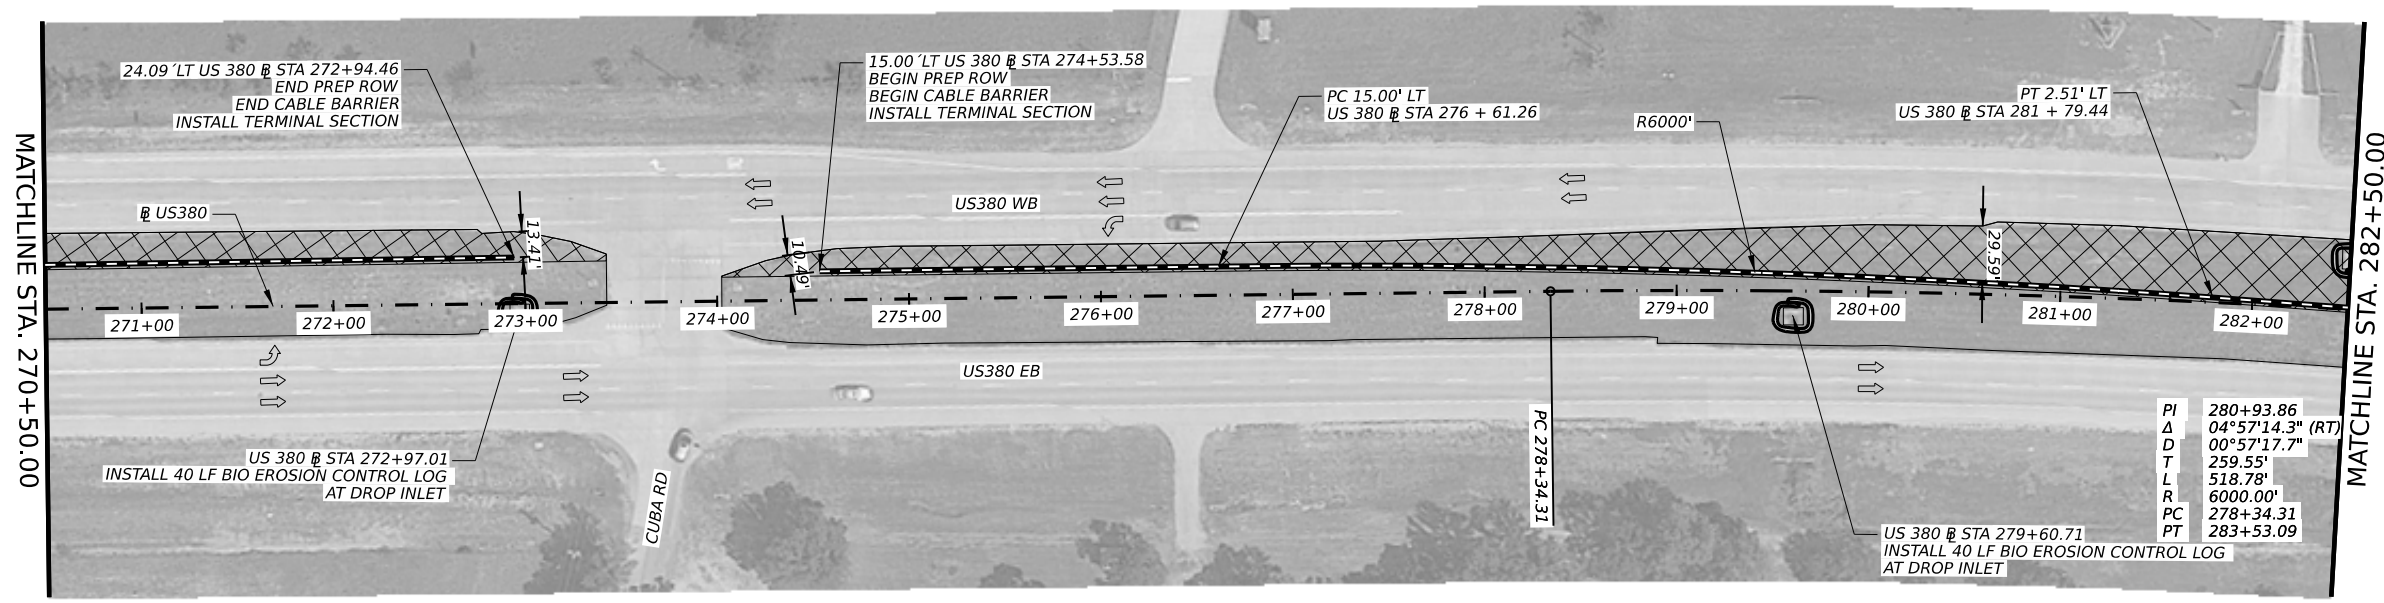 MATCHLINE STA. 270+50.00
24.09´LT US 380 ℄ STA 272+94.46
END PREP ROW
END CABLE BARRIER
INSTALL TERMINAL SECTION
15.00´LT US 380 ℄ STA 274+53.58
BEGIN PREP ROW
BEGIN CABLE BARRIER
INSTALL TERMINAL SECTION
PC 15.00' LT
US 380 ℄ STA 276 + 61.26
R6000'
PT 2.51' LT
US 380 ℄ STA 281 + 79.44
MATCHLINE STA. 282+50.00
℄ US380
US380 WB
13.41'
10.49'
29.59'
271+00
272+00
273+00
274+00
275+00
276+00
277+00
278+00
279+00
280+00
281+00
282+00
US380 EB
PC 278+34.31
CUBA RD
US 380 ℄ STA 272+97.01
INSTALL 40 LF BIO EROSION CONTROL LOG
AT DROP INLET
PI 280+93.86
Δ 04°57'14.3" (RT)
D 00°57'17.7"
T 259.55'
L 518.78'
R 6000.00'
PC 278+34.31
PT 283+53.09
US 380 ℄ STA 279+60.71
INSTALL 40 LF BIO EROSION CONTROL LOG
AT DROP INLET